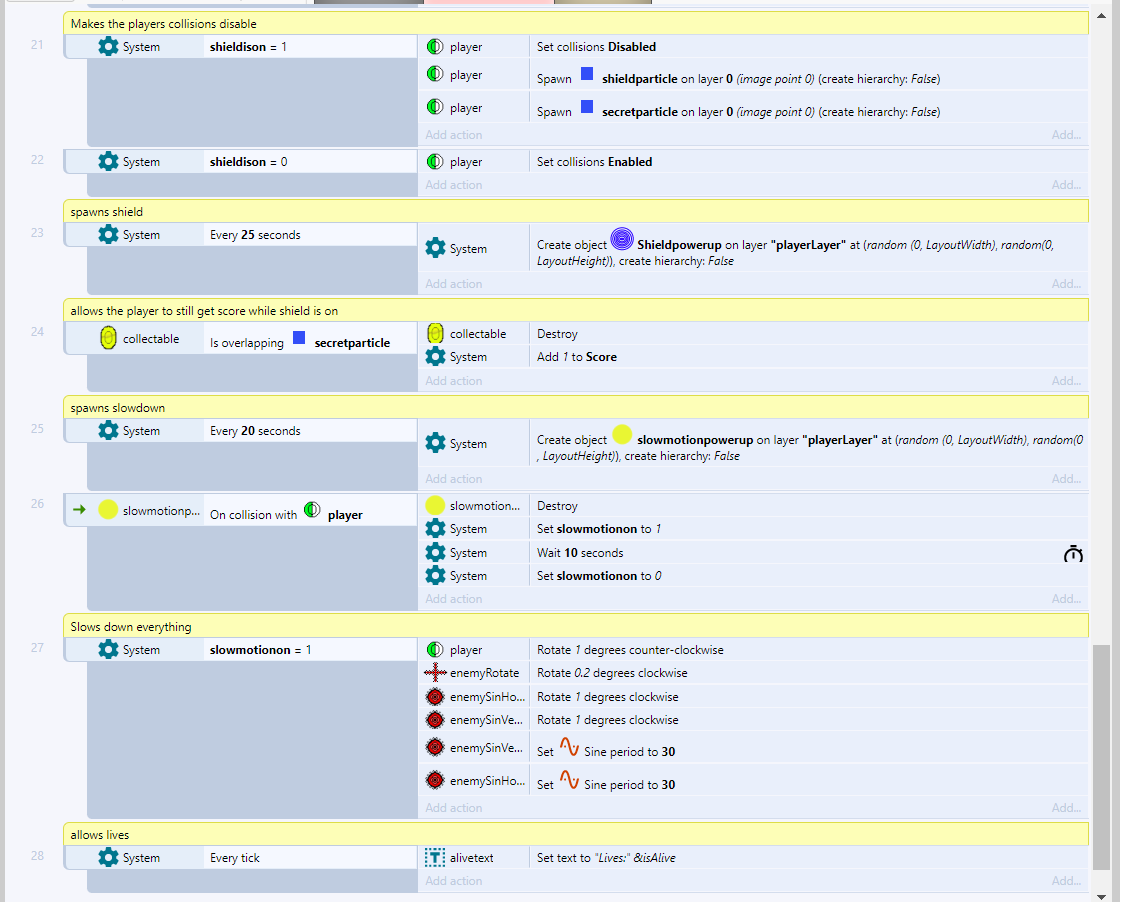 Makes the players collisions disable
21 System shieldison = 1 player Set collisions Disabled
player Spawn shieldparticle on layer 0 (image point 0) (create hierarchy: False)
player Spawn secretparticle on layer 0 (image point 0) (create hierarchy: False)
Add action Add...
22 System shieldison = 0 player Set collisions Enabled
Add action Add...
spawns shield
23 System Every 25 seconds System Create object Shieldpowerup on layer "playerLayer" at (random (0, LayoutWidth), random(0,
LayoutHeight)), create hierarchy: False
Add action Add...
allows the player to still get score while shield is on
24 collectable Is overlapping secretparticle collectable Destroy
System Add 1 to Score
Add action Add...
spawns slowdown
25 System Every 20 seconds System Create object slowmotionpowerup on layer "playerLayer" at (random (0, LayoutWidth), random(0
, LayoutHeight)), create hierarchy: False
Add action Add...
26 slowmotionp... On collision with player slowmotion... Destroy
System Set slowmotionon to 1
System Wait 10 seconds
System Set slowmotionon to 0
Add action Add...
Slows down everything
27 System slowmotionon = 1 player Rotate 1 degrees counter-clockwise
enemyRotate Rotate 0.2 degrees clockwise
enemySinHo... Rotate 1 degrees clockwise
enemySinVe... Rotate 1 degrees clockwise
enemySinVe... Set Sine period to 30
enemySinHo... Set Sine period to 30
Add action Add...
allows lives
28 System Every tick T alivetext Set text to "Lives:" &isAlive
Add action Add...